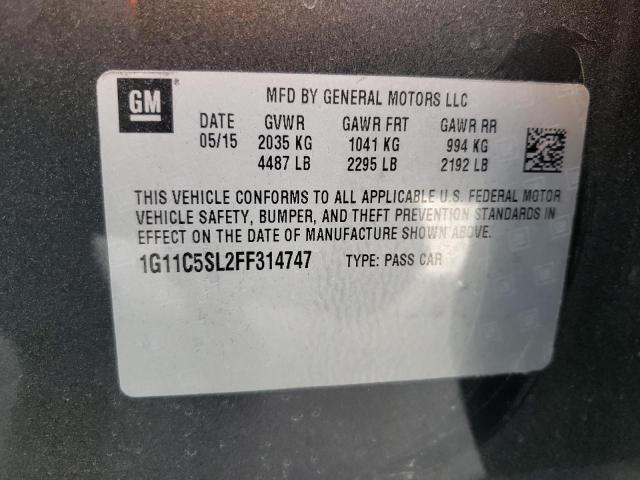 GM
MFD BY GENERAL MOTORS LLC
DATE GVWR GAWR FRT GAWR RR
05/15 2035 KG 1041 KG 994 KG
4487 LB 2295 LB 2192 LB
THIS VEHICLE CONFORMS TO ALL APPLICABLE U.S. FEDERAL MOTOR
VEHICLE SAFETY, BUMPER, AND THEFT PREVENTION STANDARDS IN
EFFECT ON THE DATE OF MANUFACTURE SHOWN ABOVE.
1G11C5SL2FF314747 TYPE: PASS CAR